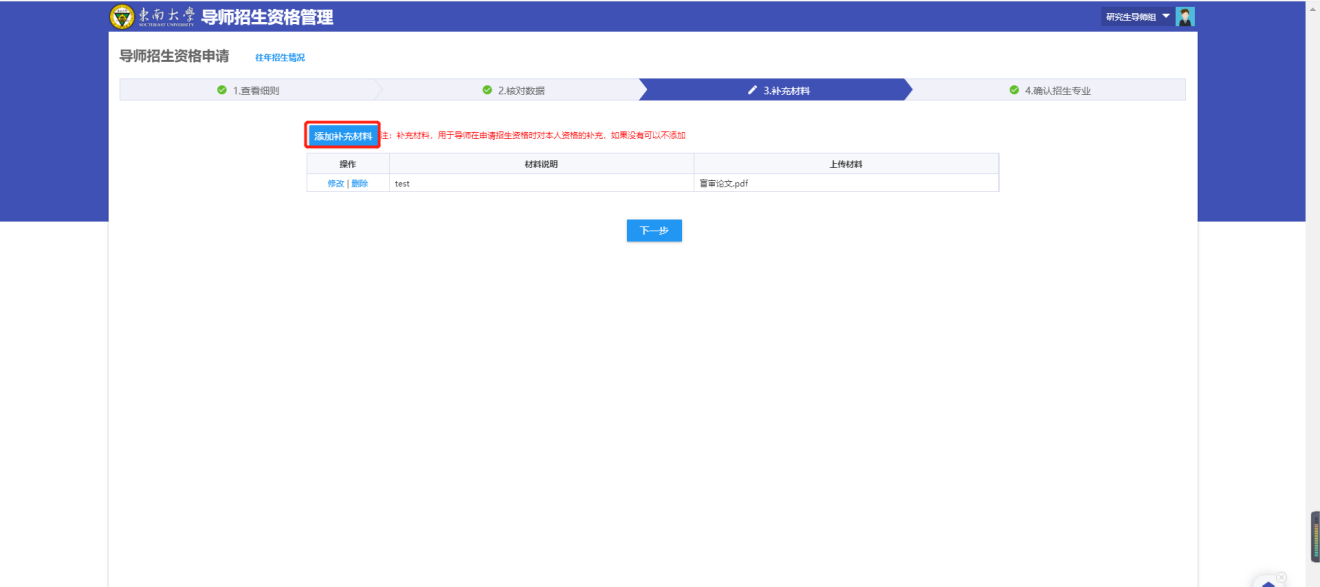 東南大學 导师招生资格管理
SOUTHEAST UNIVERSITY
研究生导师组
导师招生资格申请 往年招生情况
1.查看细则 2.核对数据 3.补充材料 4.确认招生专业
添加补充材料 注：补充材料，用于导师在申请招生资格时对本人资格的补充，如果没有可以不添加
操作 材料说明 上传材料
修改 | 删除 test 盲审论文.pdf
下一步